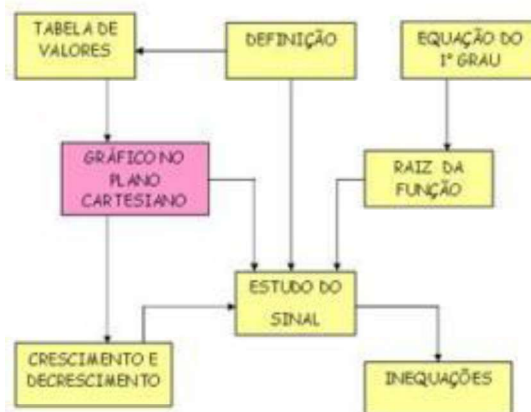 TABELA DE
VALORES
DEFINIÇÃO
EQUAÇÃO DO
1º GRAU
GRÁFICO NO
PLANO
CARTESIANO
RAIZ DA
FUNÇÃO
ESTUDO DO
SINAL
CRESCIMENTO E
DECRESCIMENTO
INEQUAÇÕES